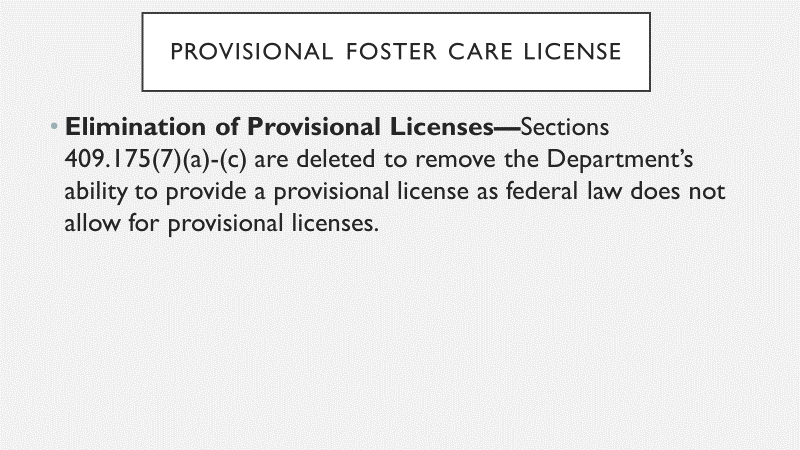 PROVISIONAL FOSTER CARE LICENSE
• Elimination of Provisional Licenses—Sections
409.175(7)(a)-(c) are deleted to remove the Department’s
ability to provide a provisional license as federal law does not
allow for provisional licenses.